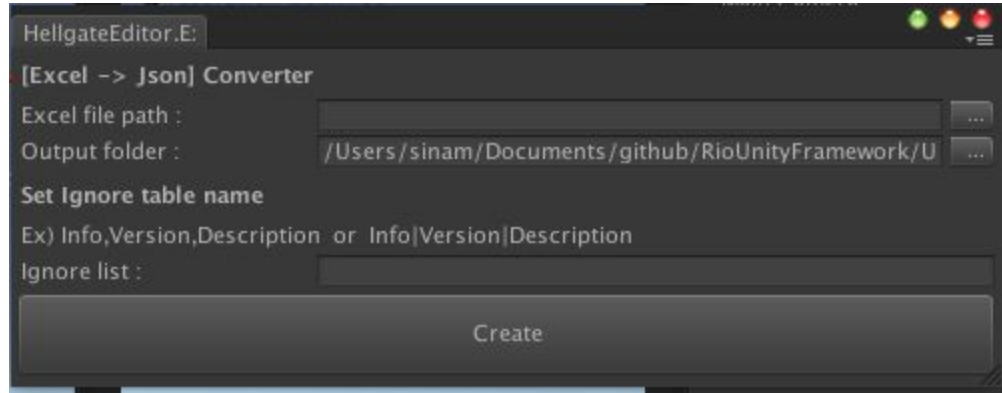 HellgateEditor.E:
[Excel -> Json] Converter
Excel file path :
...
Output folder : /Users/sinam/Documents/github/RioUnityFramework/U
...
Set Ignore table name
Ex) Info,Version,Description or Info|Version|Description
Ignore list :
Create